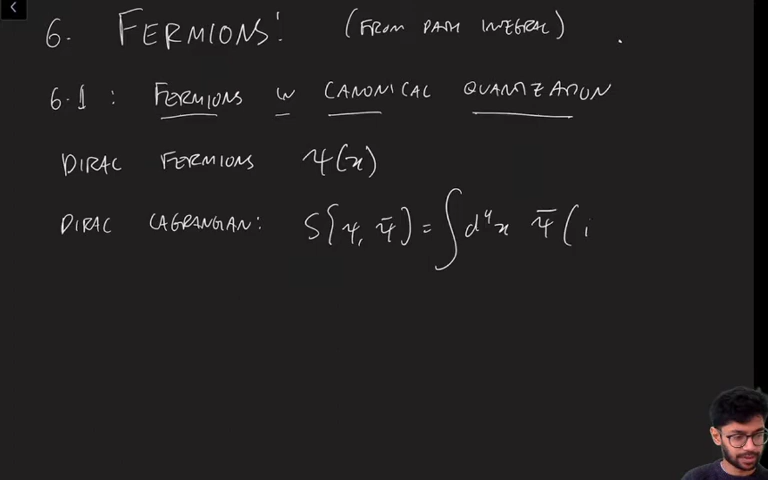 6. FERMIONS: (FROM PATH INTEGRAL).
6.1: FERMIONS IN CANONICAL QUANTIZATION
DIRAC FERMIONS ψ(x)
DIRAC LAGRANGIAN: S[ψ, ψ̄] = ∫d⁴x ψ̄(i